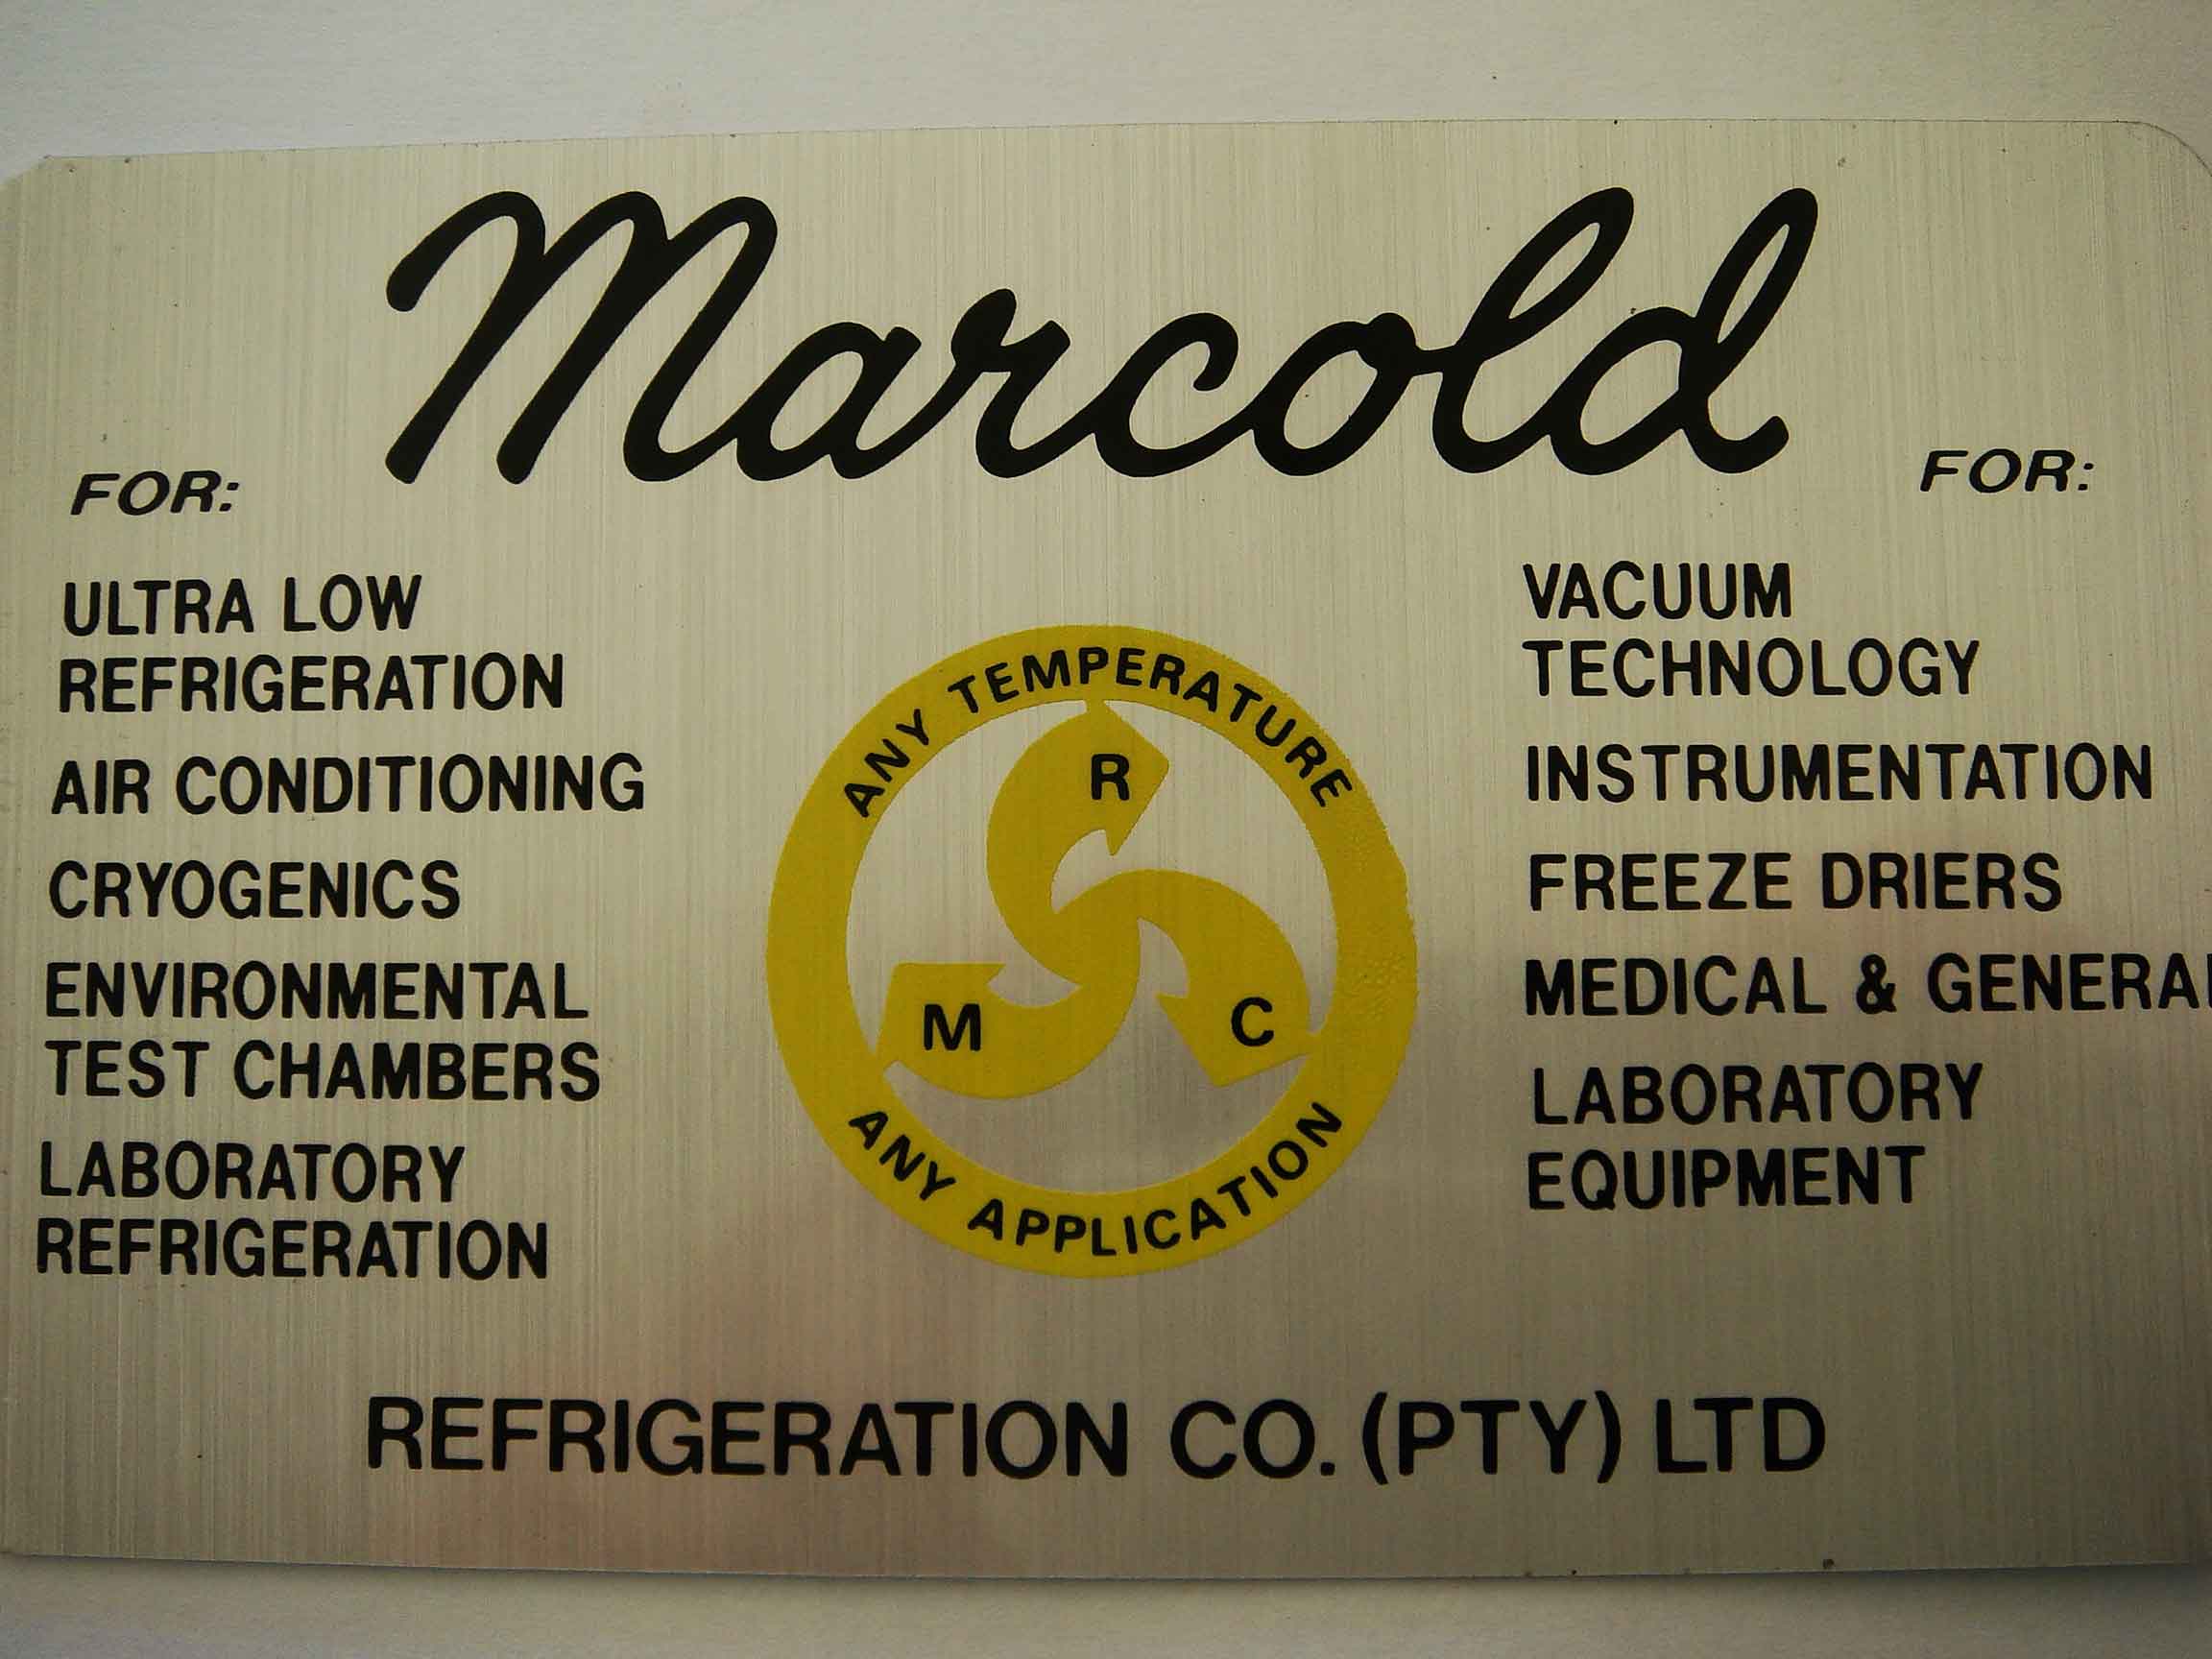 Marcold
FOR:
ULTRA LOW
REFRIGERATION
AIR CONDITIONING
CRYOGENICS
ENVIRONMENTAL
TEST CHAMBERS
LABORATORY
REFRIGERATION
ANY TEMPERATURE
R
M
C
ANY APPLICATION
FOR:
VACUUM
TECHNOLOGY
INSTRUMENTATION
FREEZE DRIERS
MEDICAL & GENERAL
LABORATORY
EQUIPMENT
REFRIGERATION CO. (PTY) LTD